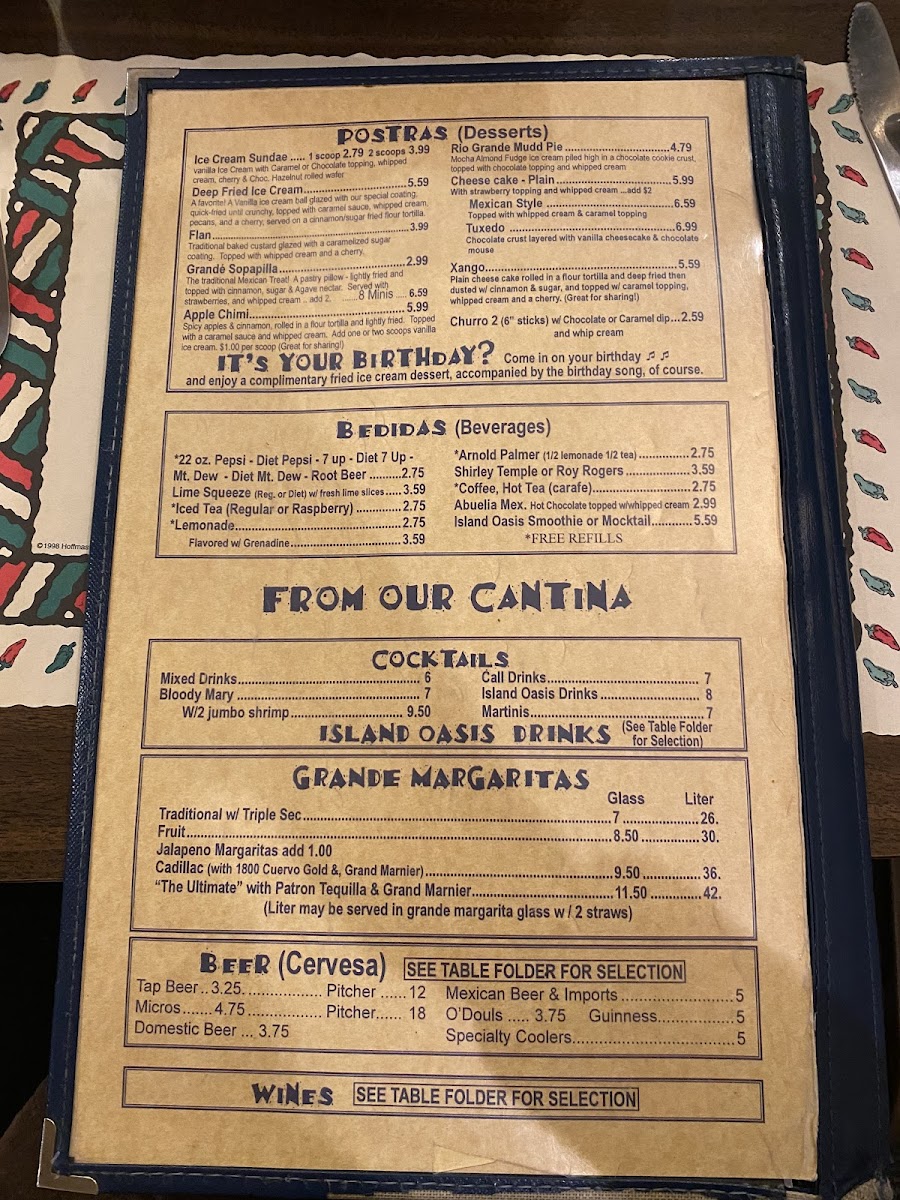 POSTRAS (Desserts)
Ice Cream Sundae ..... 1 scoop 2.79 2 scoops 3.99
vanilla Ice Cream with Caramel or Chocolate topping, whipped
cream, cherry & Choc. Hazelnut rolled wafer
Deep Fried Ice Cream..........................5.59
A favorite! A Vanilla ice cream ball glazed with our special coating,
quick-fried until crunchy, topped with caramel sauce, whipped cream,
pecans, and a cherry, served on a cinnamon/sugar fried flour tortilla.
Flan..................................................3.99
Traditional baked custard glazed with a caramelized sugar
coating. Topped with whipped cream and a cherry.
Grandé Sopapilla................................2.99
The traditional Mexican Treat! A pastry pillow - lightly fried and
topped with cinnamon, sugar & Agave nectar. Served with
strawberries, and whipped cream .. add 2. .......8 Minis .... 6.59
Apple Chimi.......................................5.99
Spicy apples & cinnamon, rolled in a flour tortilla and lightly fried. Topped
with a caramel sauce and whipped cream. Add one or two scoops vanilla
ice cream. $1.00 per scoop (Great for sharing!)
Rio Grande Mudd Pie ..........................4.79
Mocha Almond Fudge ice cream piled high in a chocolate cookie crust,
topped with chocolate topping and whipped cream
Cheese cake - Plain.............................5.99
With strawberry topping and whipped cream ...add $2
Mexican Style ................................6.59
Topped with whipped cream & caramel topping
Tuxedo ..........................................6.99
Chocolate crust layered with vanilla cheesecake & chocolate
mouse
Xango................................................5.59
Plain cheese cake rolled in a flour tortilla and deep fried then
dusted w/ cinnamon & sugar, and topped w/ caramel topping,
whipped cream and a cherry. (Great for sharing!)
Churro 2 (6" sticks) w/ Chocolate or Caramel dip...2.59
and whip cream
IT'S YOUR BIRTHDAY? Come in on your birthday ♫ ♫
and enjoy a complimentary fried ice cream dessert, accompanied by the birthday song, of course.
BEDIDAS (Beverages)
*22 oz. Pepsi - Diet Pepsi - 7 up - Diet 7 Up -
Mt. Dew - Diet Mt. Dew - Root Beer .........2.75
Lime Squeeze (Reg. or Diet) w/ fresh lime slices.....3.59
*Iced Tea (Regular or Raspberry) ............2.75
*Lemonade..........................................2.75
Flavored w/ Grenadine................................3.59
*Arnold Palmer (1/2 lemonade 1/2 tea) .............2.75
Shirley Temple or Roy Rogers................3.59
*Coffee, Hot Tea (carafe)........................2.75
Abuelia Mex. Hot Chocolate topped w/whipped cream 2.99
Island Oasis Smoothie or Mocktail..........5.59
*FREE REFILLS
FROM OUR CANTINA
COCKTAILS
Mixed Drinks............................................ 6
Bloody Mary ............................................ 7
W/2 jumbo shrimp........................... 9.50
Call Drinks.................................... 7
Island Oasis Drinks ........................ 8
Martinis..........................................7
ISLAND OASIS DRINKS (See Table Folder
for Selection)
GRANDE MARGARITAS
Glass Liter
Traditional w/ Triple Sec.....................................................7 ...................26.
Fruit...................................................................................8.50 ..............30.
Jalapeno Margaritas add 1.00
Cadillac (with 1800 Cuervo Gold &, Grand Marnier)........................................9.50 ..............36.
"The Ultimate" with Patron Tequilla & Grand Marnier............................11.50 ..............42.
(Liter may be served in grande margarita glass w / 2 straws)
BEER (Cervesa) SEE TABLE FOLDER FOR SELECTION
Tap Beer .. 3.25. .................. Pitcher ...... 12
Micros....... 4.75 .................. Pitcher...... 18
Domestic Beer ... 3.75
Mexican Beer & Imports ..........................5
O'Douls ..... 3.75 Guinness..................5
Specialty Coolers.....................................5
WINES SEE TABLE FOLDER FOR SELECTION
© 1998 Hoffmas